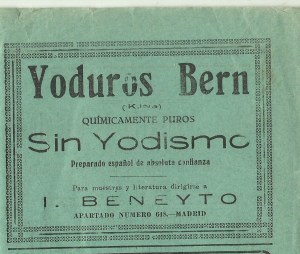 Yoduros Bern
QUÍMICAMENTE PUROS
Sin Yodismo
Preparado español de absoluta confianza
Para muestras y literatura dirigirse a
I. BENEYTO
APARTADO NÚMERO 648.—MADRID